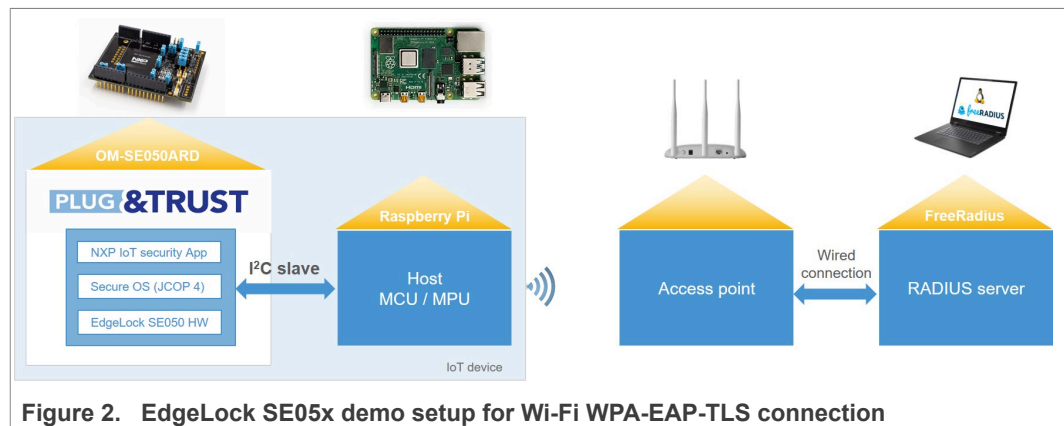 NXP
HDMI
freeRADIUS
OM-SE050ARD
PLUG &TRUST
Raspberry Pi
FreeRadius
NXP IoT security App
Secure OS (JCOP 4)
EdgeLock SE050 HW
I²C slave
Host
MCU / MPU
Access point
Wired
connection
RADIUS server
IoT device
Figure 2. EdgeLock SE05x demo setup for Wi-Fi WPA-EAP-TLS connection